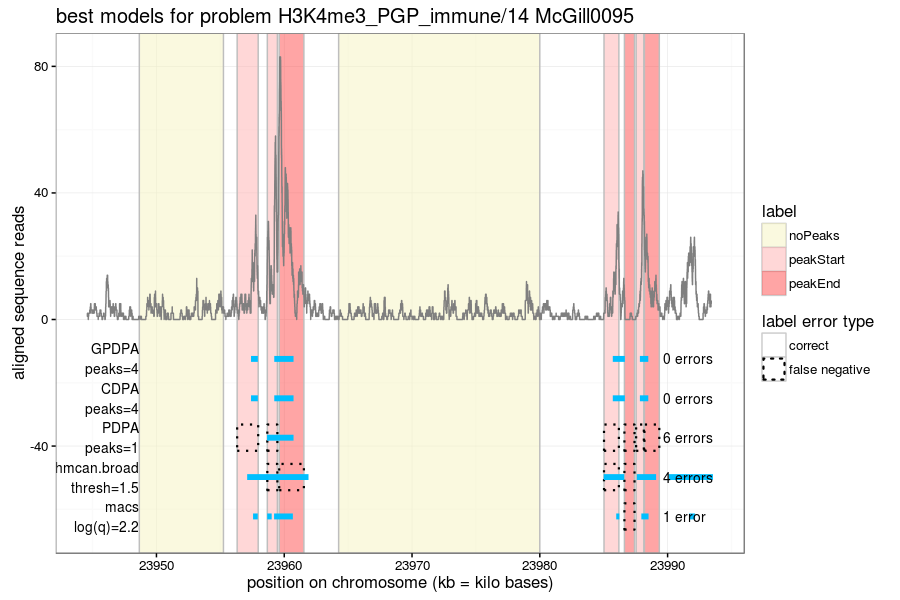 best models for problem H3K4me3_PGP_immune/14 McGill0095
aligned sequence reads
80
40
0
-40
GPDPA
peaks=4
0 errors
CDPA
peaks=4
0 errors
PDPA
peaks=1
6 errors
hmcan.broad
thresh=1.5
4 errors
macs
log(q)=2.2
1 error
23950
23960
23970
23980
23990
position on chromosome (kb = kilo bases)
label
noPeaks
peakStart
peakEnd
label error type
correct
false negative